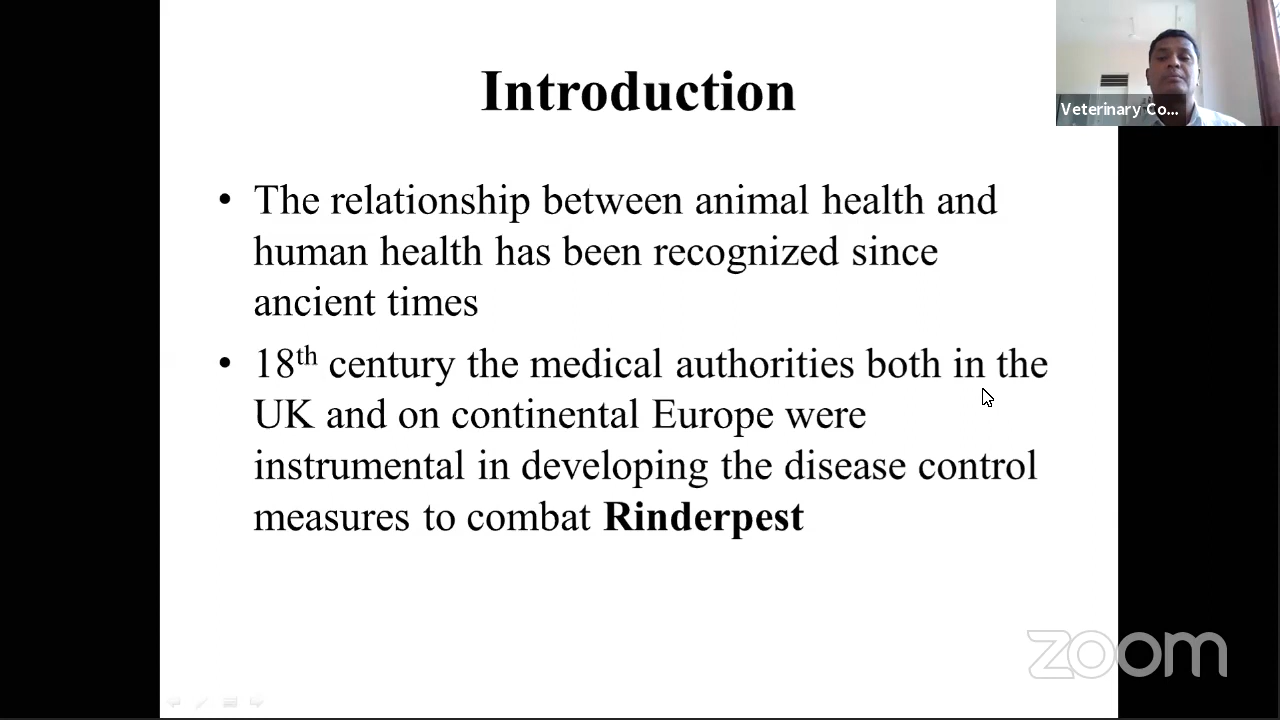 Introduction
Veterinary Co...
• The relationship between animal health and
human health has been recognized since
ancient times
• 18th century the medical authorities both in the
UK and on continental Europe were
instrumental in developing the disease control
measures to combat Rinderpest
zoom